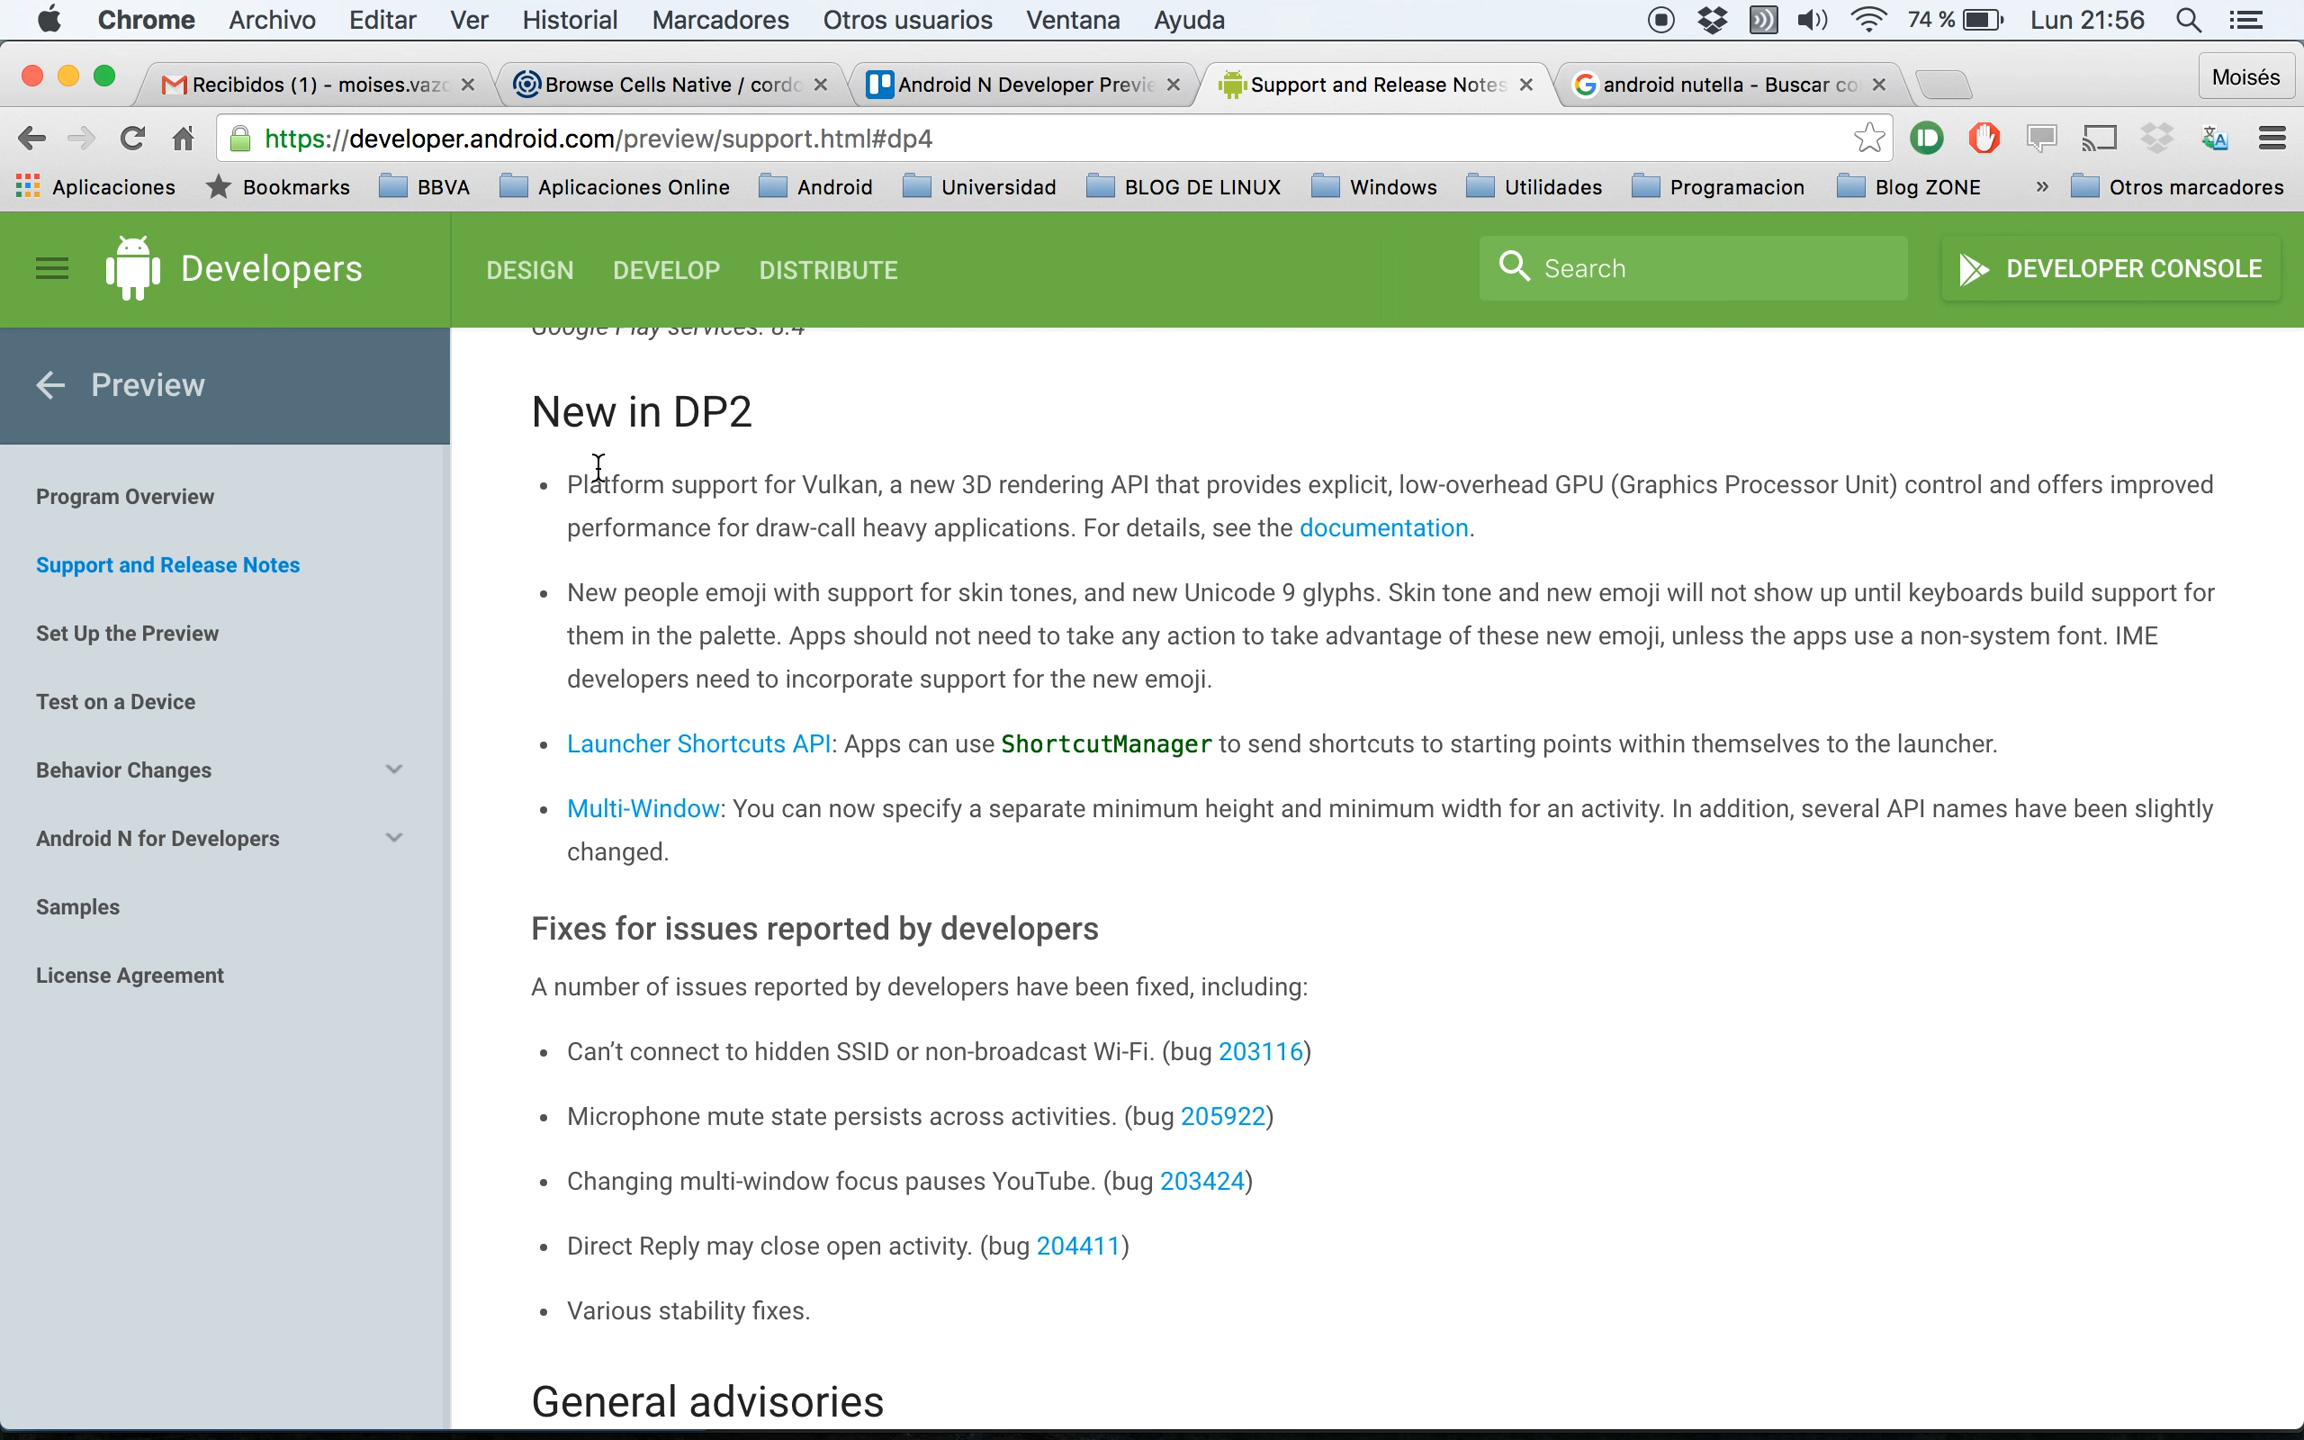 Chrome Archivo Editar Ver Historial Marcadores Otros usuarios Ventana Ayuda 74 % Lun 21:56
Recibidos (1) - moises.vaz Browse Cells Native / cordo Android N Developer Previe Support and Release Notes android nutella - Buscar co Moisés
https://developer.android.com/preview/support.html#dp4
Aplicaciones Bookmarks BBVA Aplicaciones Online Android Universidad BLOG DE LINUX Windows Utilidades Programacion Blog ZONE » Otros marcadores
Developers DESIGN DEVELOP DISTRIBUTE Search DEVELOPER CONSOLE
Google Play services: 8.4
Preview
New in DP2
Program Overview
Support and Release Notes
Set Up the Preview
Test on a Device
Behavior Changes
Android N for Developers
Samples
License Agreement
• Platform support for Vulkan, a new 3D rendering API that provides explicit, low-overhead GPU (Graphics Processor Unit) control and offers improved
performance for draw-call heavy applications. For details, see the documentation.
• New people emoji with support for skin tones, and new Unicode 9 glyphs. Skin tone and new emoji will not show up until keyboards build support for
them in the palette. Apps should not need to take any action to take advantage of these new emoji, unless the apps use a non-system font. IME
developers need to incorporate support for the new emoji.
• Launcher Shortcuts API: Apps can use ShortcutManager to send shortcuts to starting points within themselves to the launcher.
• Multi-Window: You can now specify a separate minimum height and minimum width for an activity. In addition, several API names have been slightly
changed.
Fixes for issues reported by developers
A number of issues reported by developers have been fixed, including:
• Can’t connect to hidden SSID or non-broadcast Wi-Fi. (bug 203116)
• Microphone mute state persists across activities. (bug 205922)
• Changing multi-window focus pauses YouTube. (bug 203424)
• Direct Reply may close open activity. (bug 204411)
• Various stability fixes.
General advisories